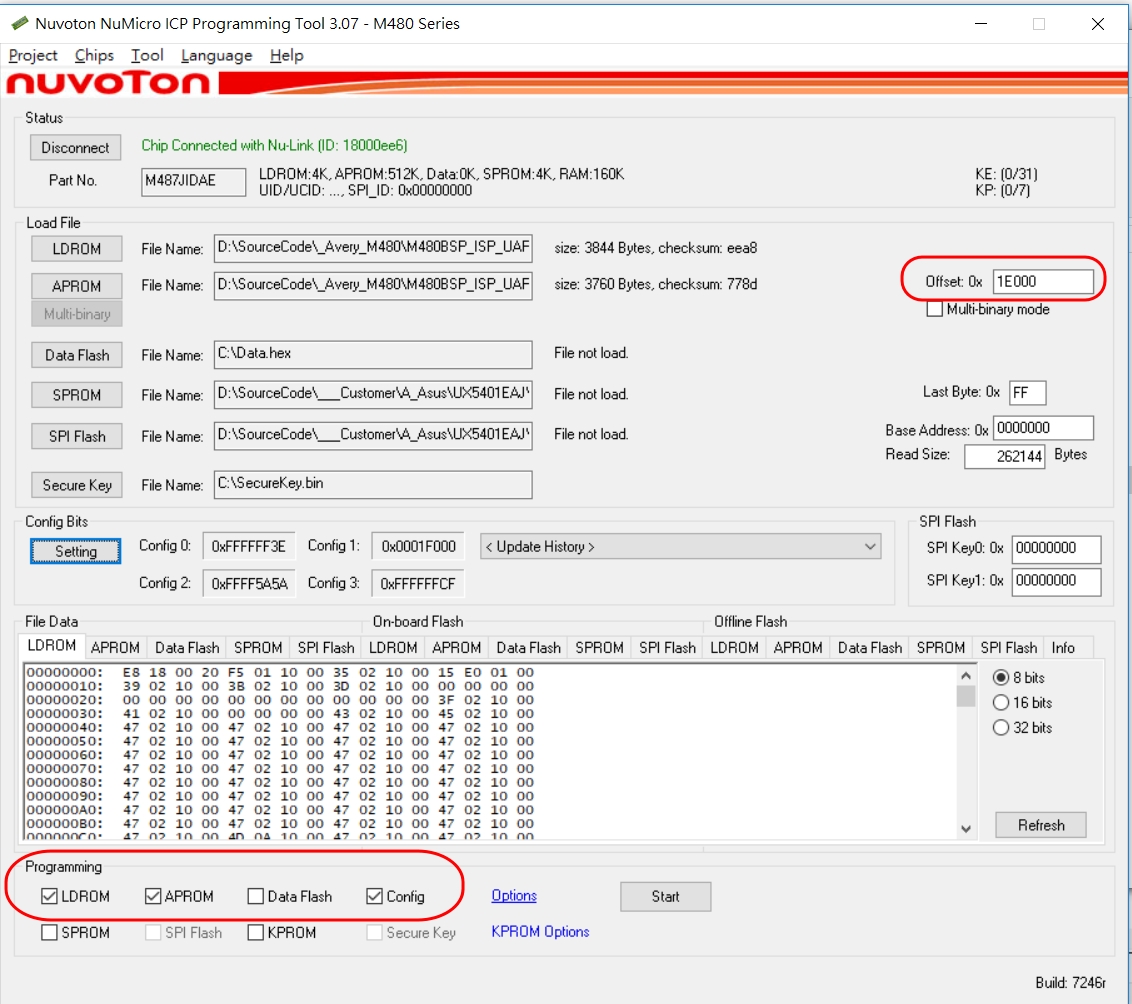 Nuvoton NuMicro ICP Programming Tool 3.07 - M480 Series
Project Chips Tool Language Help
nuvoTon
Status
Disconnect Chip Connected with Nu-Link (ID: 18000ee6)
Part No. M487JIDAE LDROM:4K, APROM:512K, Data:0K, SPROM:4K, RAM:160K KE: (0/31)
UID/UCID: ..., SPI_ID: 0x00000000 KP: (0/7)
Load File
LDROM File Name: D:\SourceCode\_Avery_M480\M480BSP_ISP_UAF size: 3844 Bytes, checksum: eea8
APROM File Name: D:\SourceCode\_Avery_M480\M480BSP_ISP_UAF size: 3760 Bytes, checksum: 778d Offset: 0x 1E000
Multi-binary Multi-binary mode
Data Flash File Name: C:\Data.hex File not load.
SPROM File Name: D:\SourceCode\___Customer\A_Asus\UX5401EAJ\ File not load. Last Byte: 0x FF
SPI Flash File Name: D:\SourceCode\___Customer\A_Asus\UX5401EAJ\ File not load. Base Address: 0x 0000000
Read Size: 262144 Bytes
Secure Key File Name: C:\SecureKey.bin
Config Bits SPI Flash
Setting Config 0: 0xFFFFFF3E Config 1: 0x0001F000 < Update History > SPI Key0: 0x 00000000
Config 2: 0xFFFF5A5A Config 3: 0xFFFFFFCF SPI Key1: 0x 00000000
File Data On-board Flash Offline Flash
LDROM APROM Data Flash SPROM SPI Flash LDROM APROM Data Flash SPROM SPI Flash LDROM APROM Data Flash SPROM SPI Flash Info
00000000: E8 18 00 20 F5 01 10 00 35 02 10 00 15 E0 01 00 8 bits
00000010: 39 02 10 00 3B 02 10 00 3D 02 10 00 00 00 00 00
00000020: 00 00 00 00 00 00 00 00 00 00 00 00 3F 02 10 00 16 bits
00000030: 41 02 10 00 00 00 00 00 43 02 10 00 45 02 10 00
00000040: 47 02 10 00 47 02 10 00 47 02 10 00 47 02 10 00 32 bits
00000050: 47 02 10 00 47 02 10 00 47 02 10 00 47 02 10 00
00000060: 47 02 10 00 47 02 10 00 47 02 10 00 47 02 10 00
00000070: 47 02 10 00 47 02 10 00 47 02 10 00 47 02 10 00
00000080: 47 02 10 00 47 02 10 00 47 02 10 00 47 02 10 00
00000090: 47 02 10 00 47 02 10 00 47 02 10 00 47 02 10 00
000000A0: 47 02 10 00 47 02 10 00 47 02 10 00 47 02 10 00
000000B0: 47 02 10 00 47 02 10 00 47 02 10 00 47 02 10 00 Refresh
000000C0: 47 02 10 00 4D 0A 10 00 47 02 10 00 47 02 10 00
Programming
LDROM APROM Data Flash Config Options Start
SPROM SPI Flash KPROM Secure Key KPROM Options
Build: 7246r